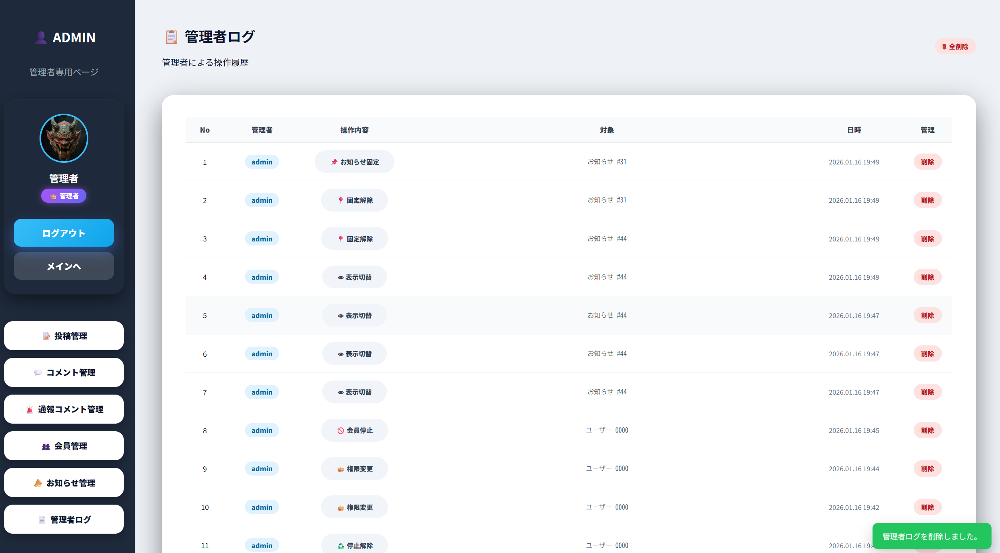 ADMIN
管理者専用ページ
管理者
管理者
ログアウト
メインへ
投稿管理
コメント管理
通報コメント管理
会員管理
お知らせ管理
管理者ログ
管理者ログ
管理者による操作履歴
全削除
No 管理者 操作内容 対象 日時 管理
1 admin お知らせ固定 お知らせ #31 2026.01.16 19:49 削除
2 admin 固定解除 お知らせ #31 2026.01.16 19:49 削除
3 admin 固定解除 お知らせ #44 2026.01.16 19:49 削除
4 admin 表示切替 お知らせ #44 2026.01.16 19:49 削除
5 admin 表示切替 お知らせ #44 2026.01.16 19:47 削除
6 admin 表示切替 お知らせ #44 2026.01.16 19:47 削除
7 admin 表示切替 お知らせ #44 2026.01.16 19:47 削除
8 admin 会員停止 ユーザー 0000 2026.01.16 19:45 削除
9 admin 権限変更 ユーザー 0000 2026.01.16 19:44 削除
10 admin 権限変更 ユーザー 0000 2026.01.16 19:42 削除
11 admin 停止解除 ユーザー 0000 2026.01.16
管理者ログを削除しました。